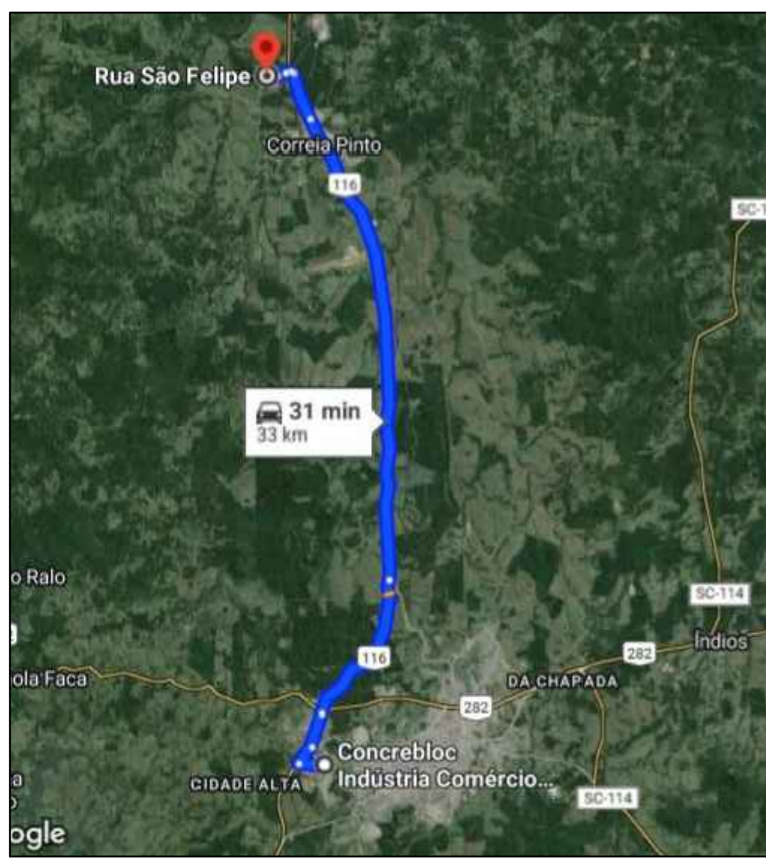 Rua São Felipe
Correia Pinto
116
SC-1
31 min
33 km
o Ralo
SC-114
Índios
116
282
ola Faca
DA CHAPADA
282
Concrebloc
Indústria Comércio...
CIDADE ALTA
a
o
SC-114
ogle